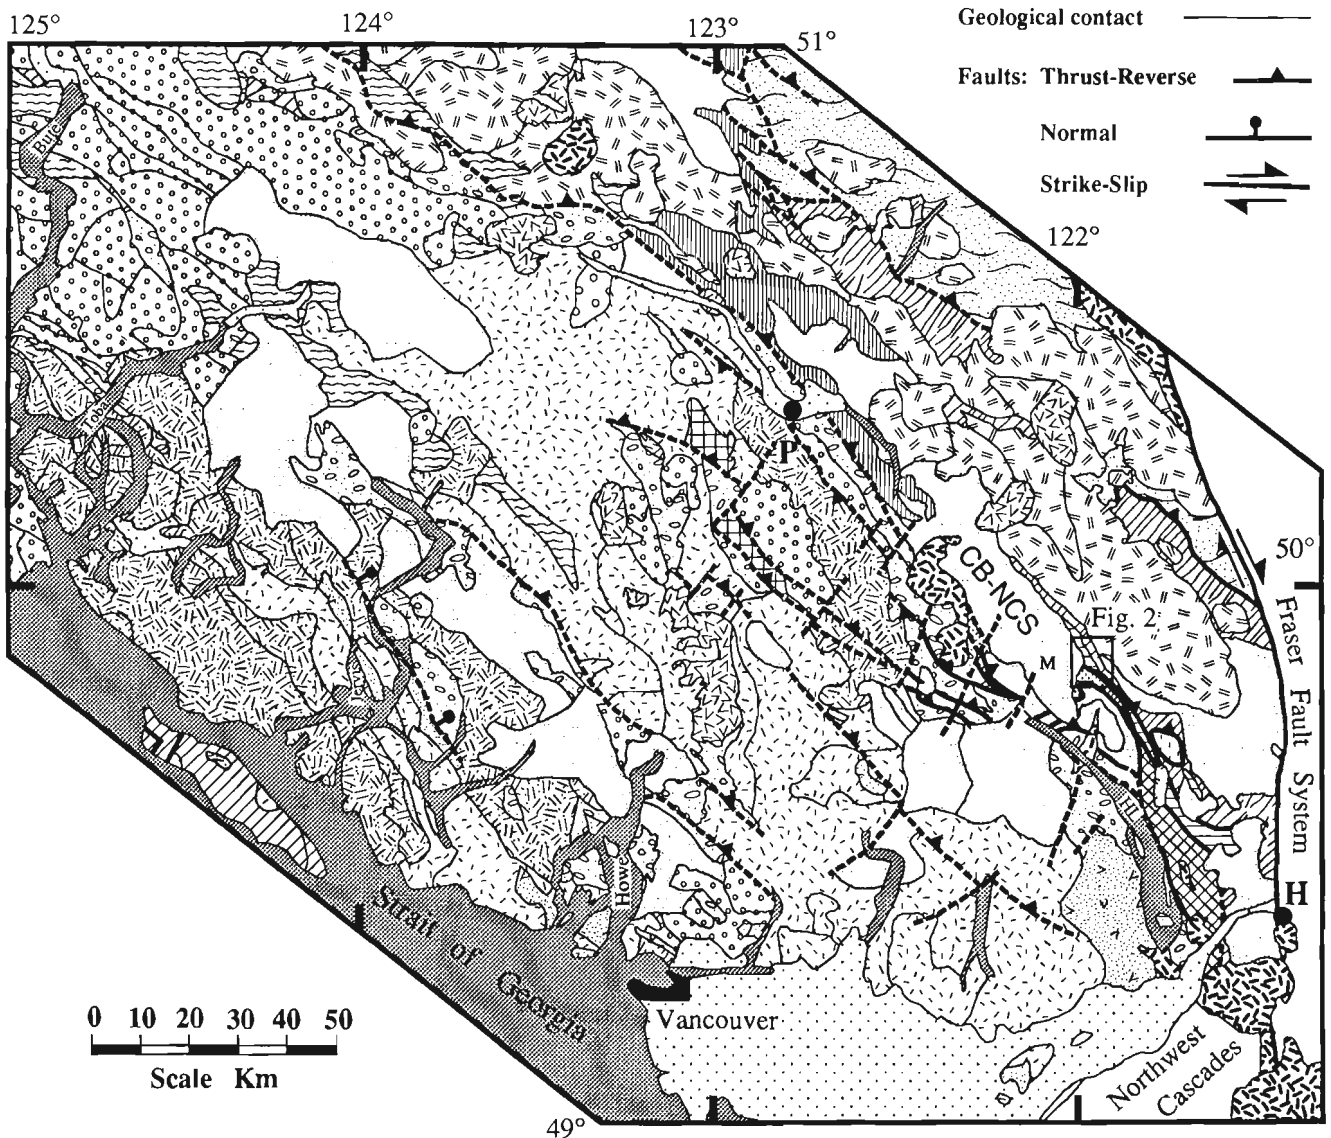 125°
124°
123°
51°
Geological contact
Faults: Thrust-Reverse
Normal
Strike-Slip
122°
50°
Bute
P
CB-NCS
Fig. 2
M
Fraser Fault System
H
Howe
Strait of Georgia
Vancouver
Northwest
Cascades
0 10 20 30 40 50
Scale Km
49°